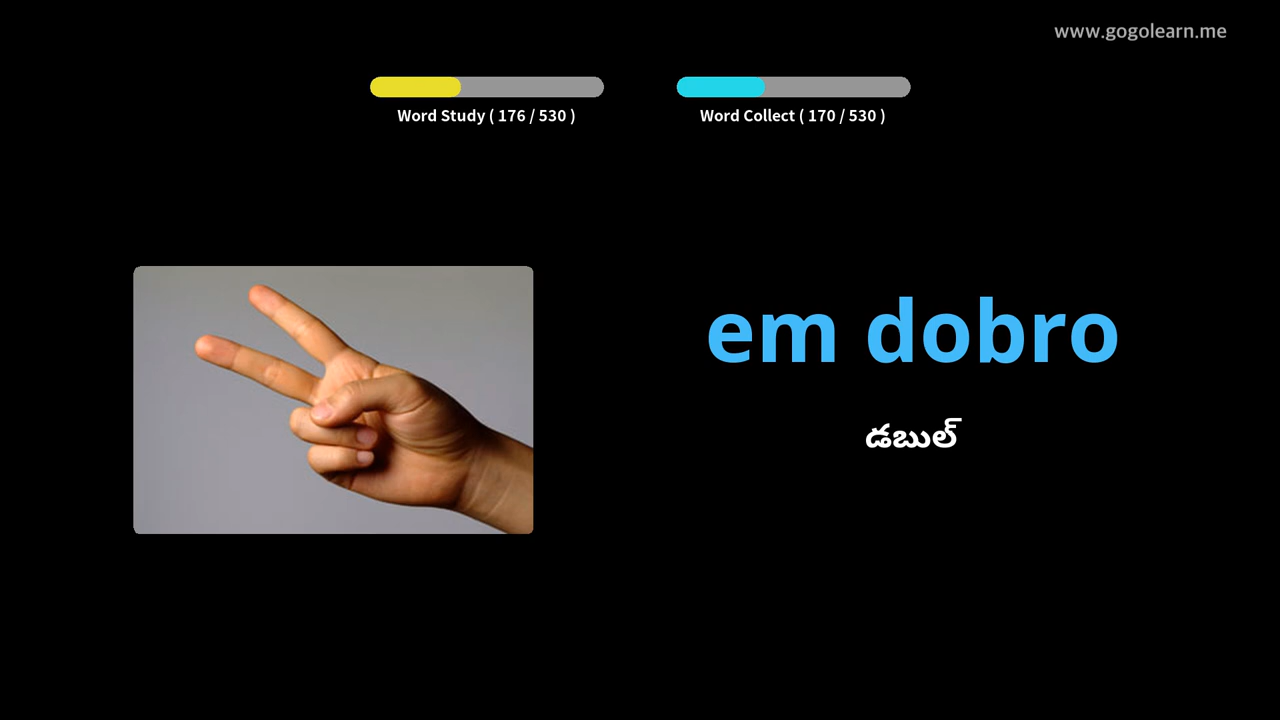 www.gogolearn.me
Word Study ( 176 / 530 )
Word Collect ( 170 / 530 )
em dobro
డబుల్